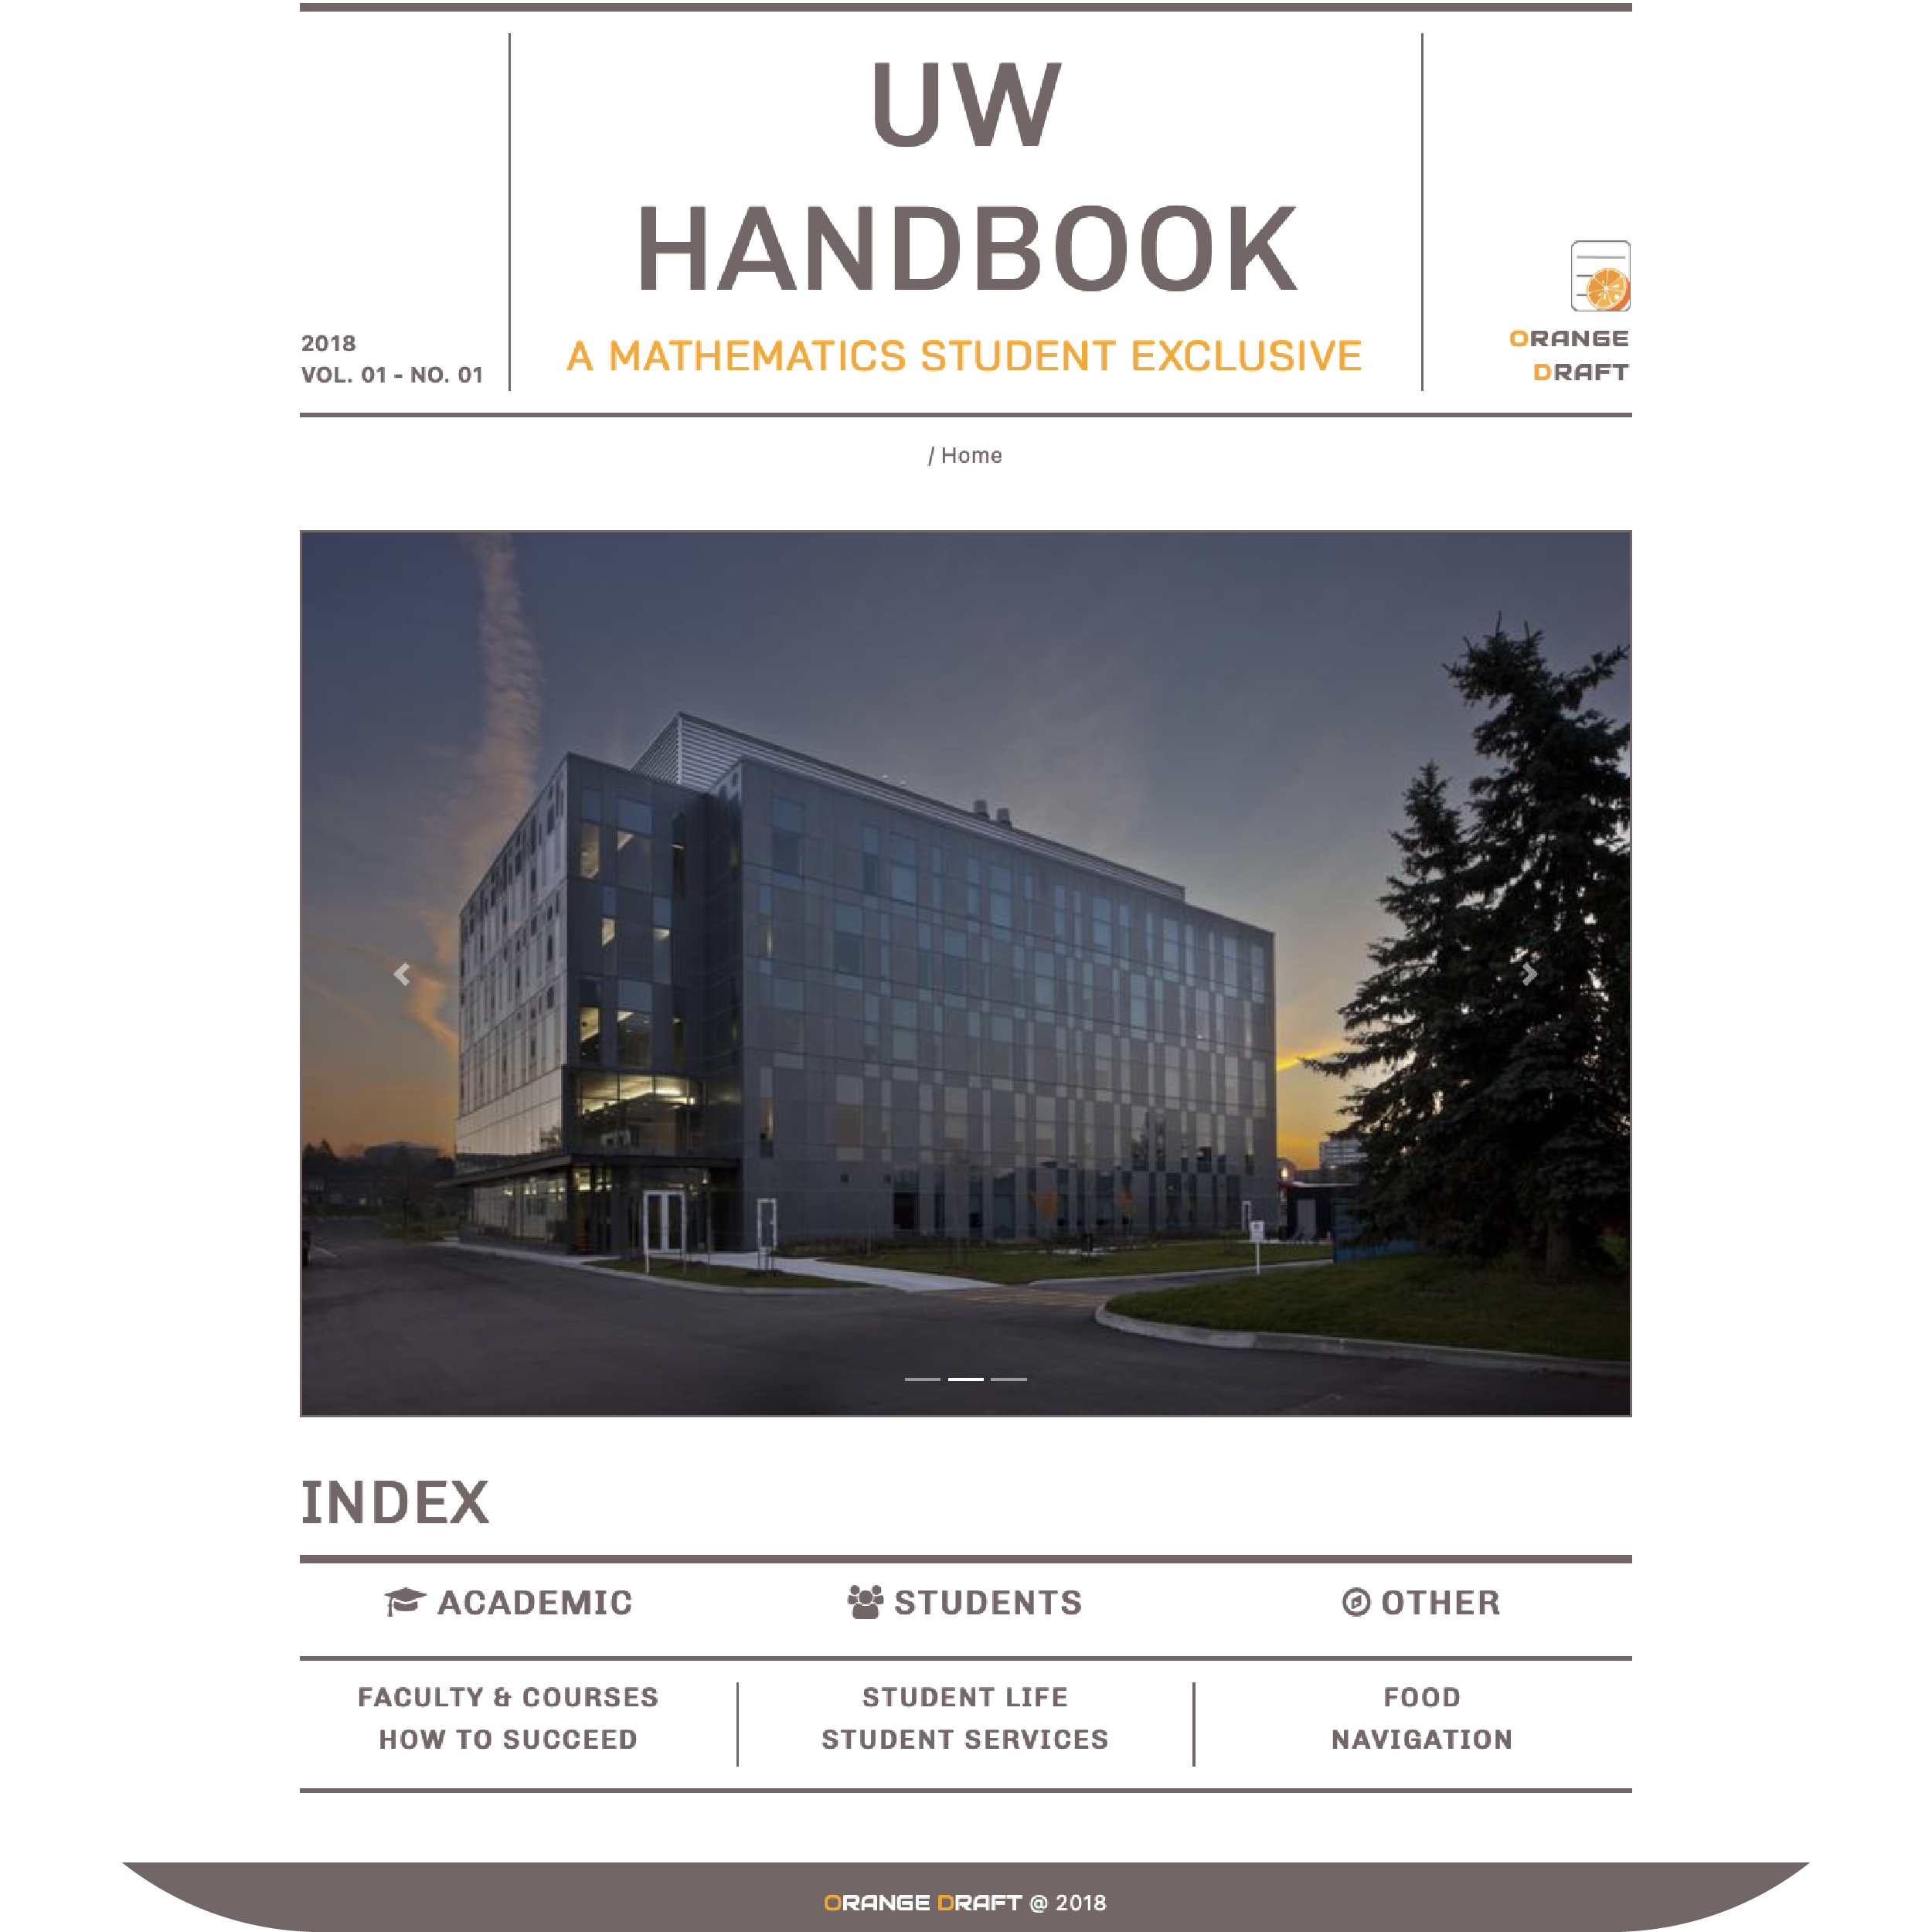 UW
HANDBOOK
A MATHEMATICS STUDENT EXCLUSIVE
2018
VOL. 01 - NO. 01
ORANGE
DRAFT
/ Home
INDEX
ACADEMIC
STUDENTS
OTHER
FACULTY & COURSES
HOW TO SUCCEED
STUDENT LIFE
STUDENT SERVICES
FOOD
NAVIGATION
ORANGE DRAFT @ 2018